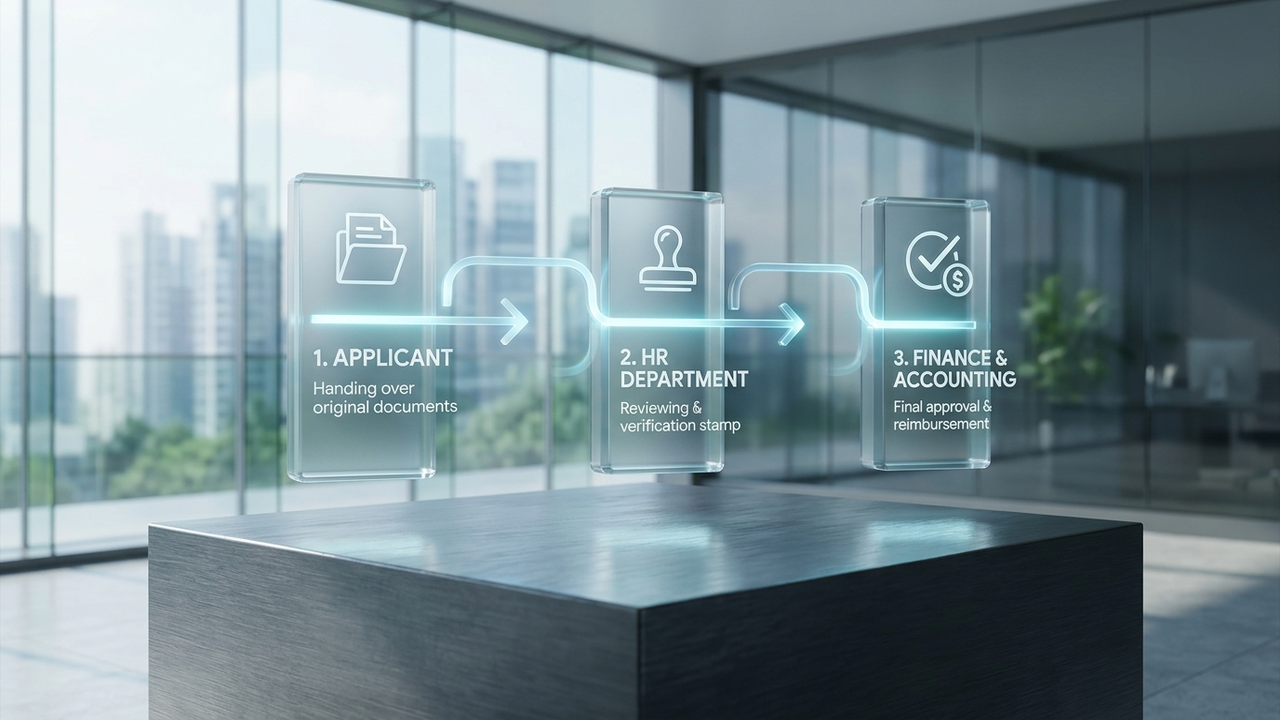 1. APPLICANT
Handing over
original documents
2. HR
DEPARTMENT
Reviewing &
verification stamp
3. FINANCE &
ACCOUNTING
Final approval &
reimbursement
$